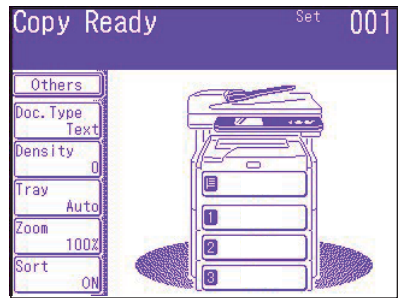 Copy Ready Set 001
Others
Doc.Type
Text
Density
0
Tray
Auto
Zoom
100%
Sort
ON
1
2
3